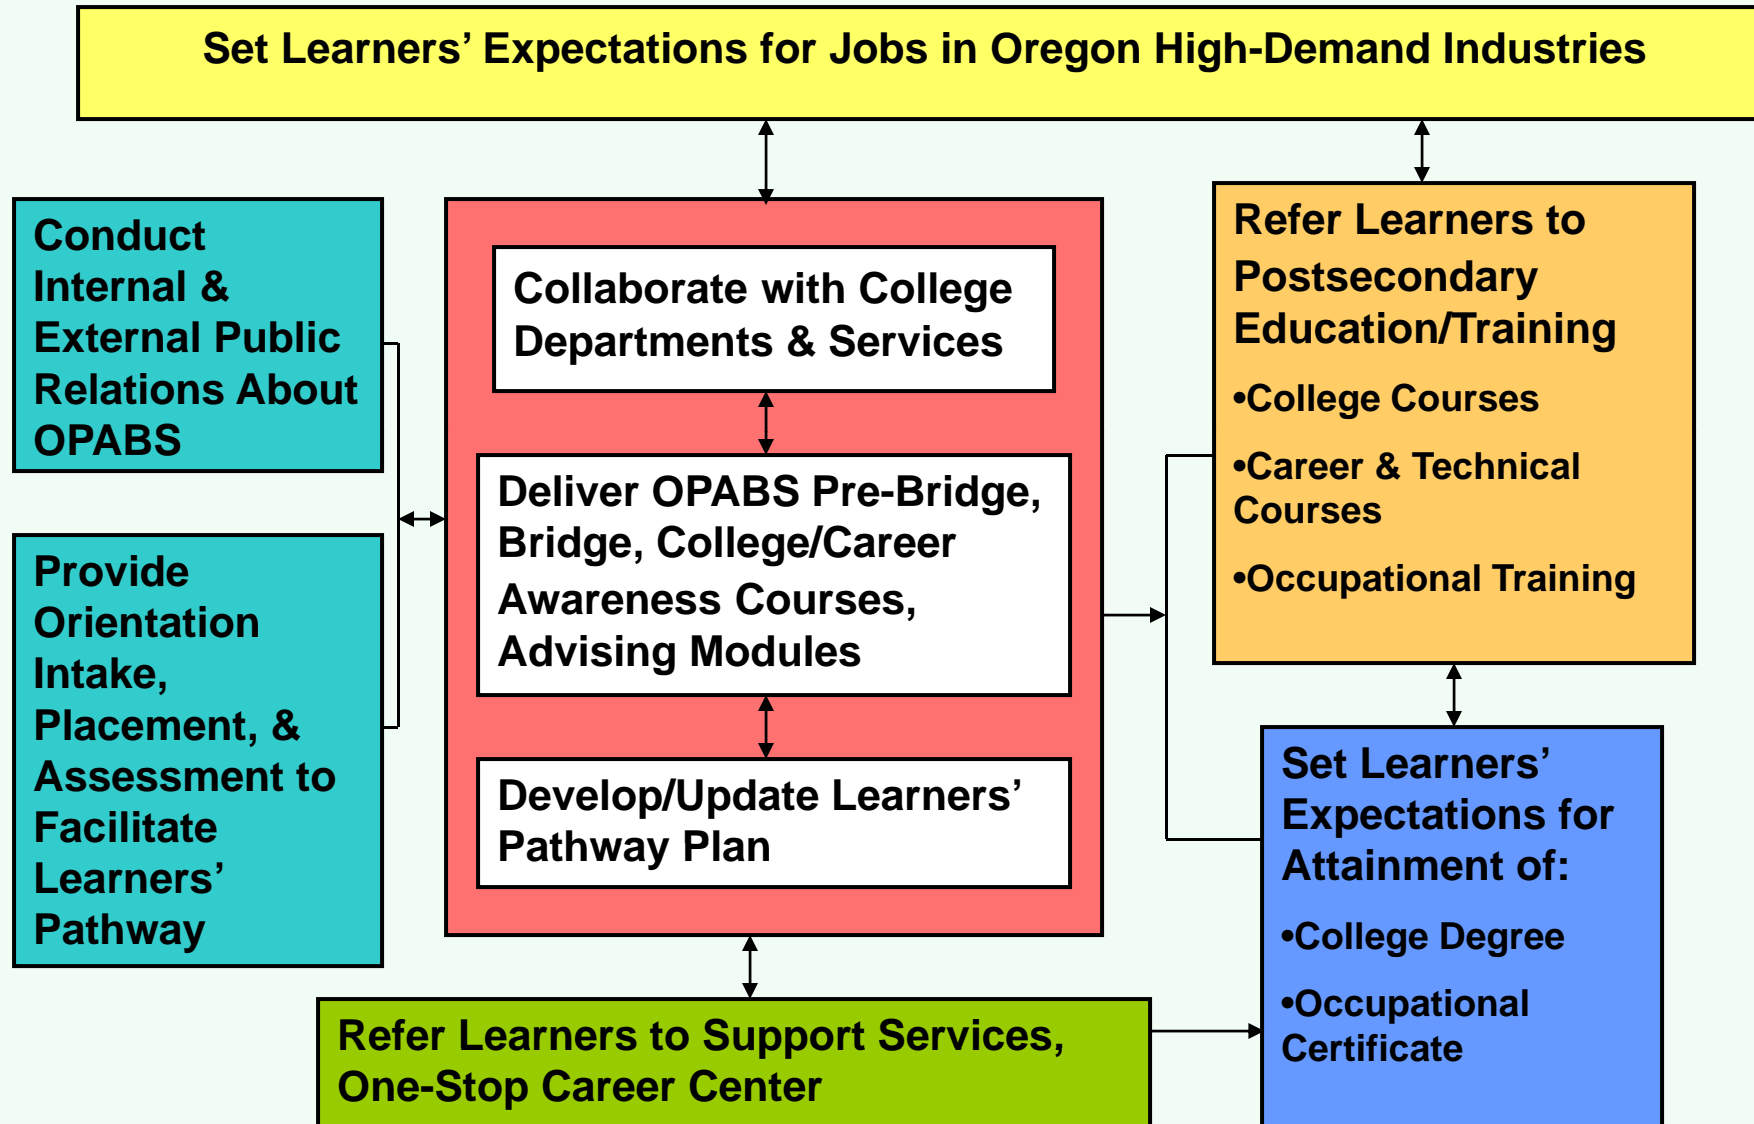 Set Learners’ Expectations for Jobs in Oregon High-Demand Industries
Conduct
Internal &
External Public
Relations About
OPABS
Provide
Orientation
Intake,
Placement, &
Assessment to
Facilitate
Learners’
Pathway
Collaborate with College
Departments & Services
Deliver OPABS Pre-Bridge,
Bridge, College/Career
Awareness Courses,
Advising Modules
Develop/Update Learners’
Pathway Plan
Refer Learners to Support Services,
One-Stop Career Center
Refer Learners to
Postsecondary
Education/Training
•College Courses
•Career & Technical
Courses
•Occupational Training
Set Learners’
Expectations for
Attainment of:
•College Degree
•Occupational
Certificate